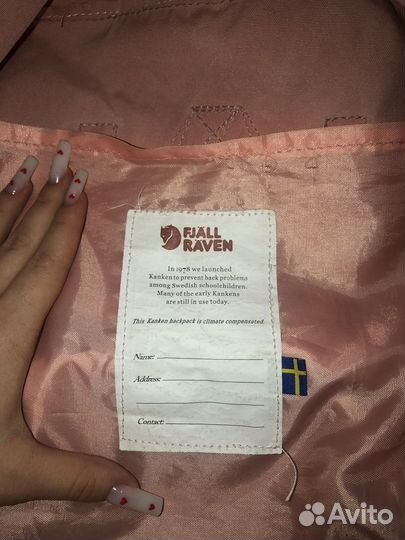 FJÄLL
RAVEN
In 1978 we launched
Kanken to prevent back problems
among Swedish schoolchildren.
Many of the early Kankens
are still in use today.
This Kanken backpack is climate compensated.
Name:
Address:
Contact:
Avito